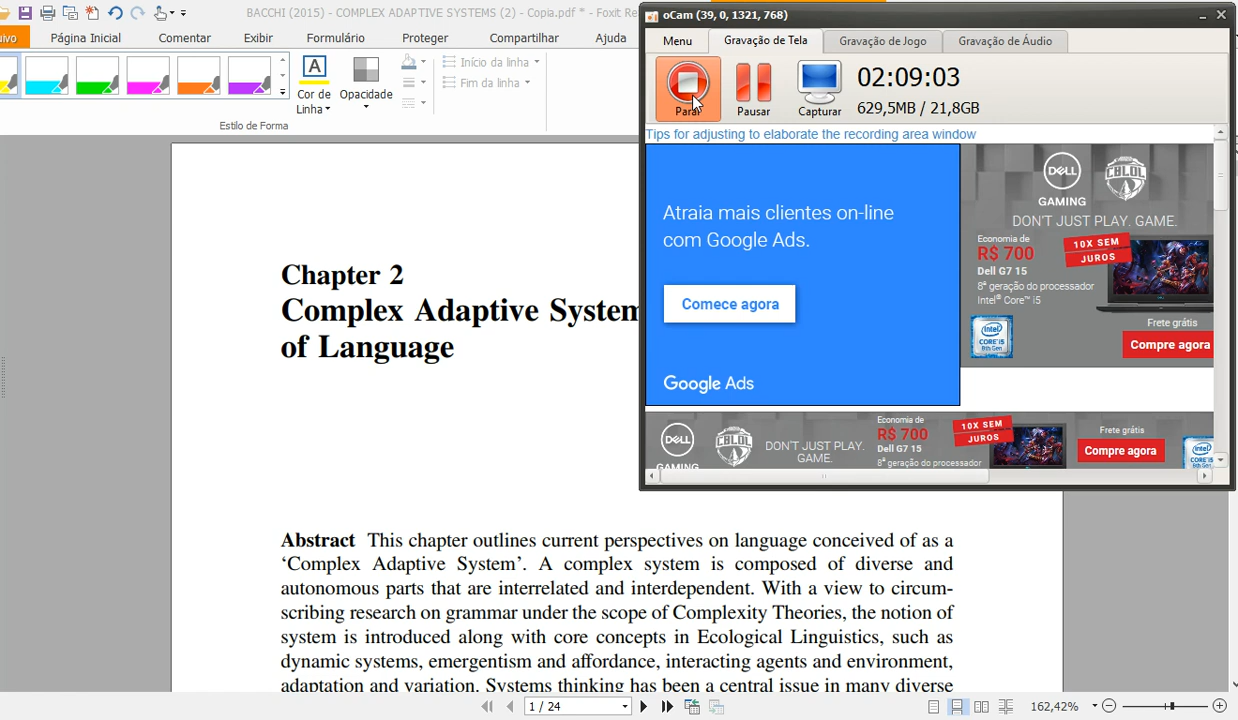 BACCHI (2015) - COMPLEX ADAPTIVE SYSTEMS (2) - Copia.pdf * - Foxit Re
Página Inicial
Comentar
Exibir
Formulário
Proteger
Compartilhar
Ajuda
Cor de
Linha
Opacidade
Início da linha
Fim da linha
Estilo de Forma
oCam (39, 0, 1321, 768)
Menu
Gravação de Tela
Gravação de Jogo
Gravação de Áudio
Parar
Pausar
Capturar
02:09:03
629,5MB / 21,8GB
Tips for adjusting to elaborate the recording area window
Atraia mais clientes on-line
com Google Ads.
Comece agora
Google Ads
DELL
GAMING
CBLOL
DON'T JUST PLAY. GAME.
Economia de
R$ 700
Dell G7 15
8ª geração do processador
Intel® Core™ i5
10X SEM
JUROS
intel
CORE i5
8th Gen
Frete grátis
Compre agora
DELL
GAMING
CBLOL
DON'T JUST PLAY.
GAME.
Economia de
R$ 700
Dell G7 15
8ª geração do processador
10X SEM
JUROS
Frete grátis
Compre agora
intel
Chapter 2
Complex Adaptive System
of Language
Abstract This chapter outlines current perspectives on language conceived of as a
‘Complex Adaptive System’. A complex system is composed of diverse and
autonomous parts that are interrelated and interdependent. With a view to circum-
scribing research on grammar under the scope of Complexity Theories, the notion of
system is introduced along with core concepts in Ecological Linguistics, such as
dynamic systems, emergentism and affordance, interacting agents and environment,
adaptation and variation. Systems thinking has been a central issue in many diverse
1 / 24
162,42%